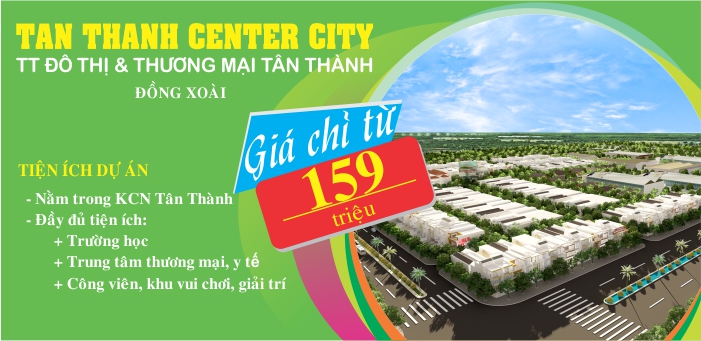 TAN THANH CENTER CITY
TT ĐÔ THỊ & THƯƠNG MẠI TÂN THÀNH
ĐỒNG XOÀI
Giá chỉ từ
159
triệu
TIỆN ÍCH DỰ ÁN
- Nằm trong KCN Tân Thành
- Đầy đủ tiện ích:
+ Trường học
+ Trung tâm thương mại, y tế
+ Công viên, khu vui chơi, giải trí